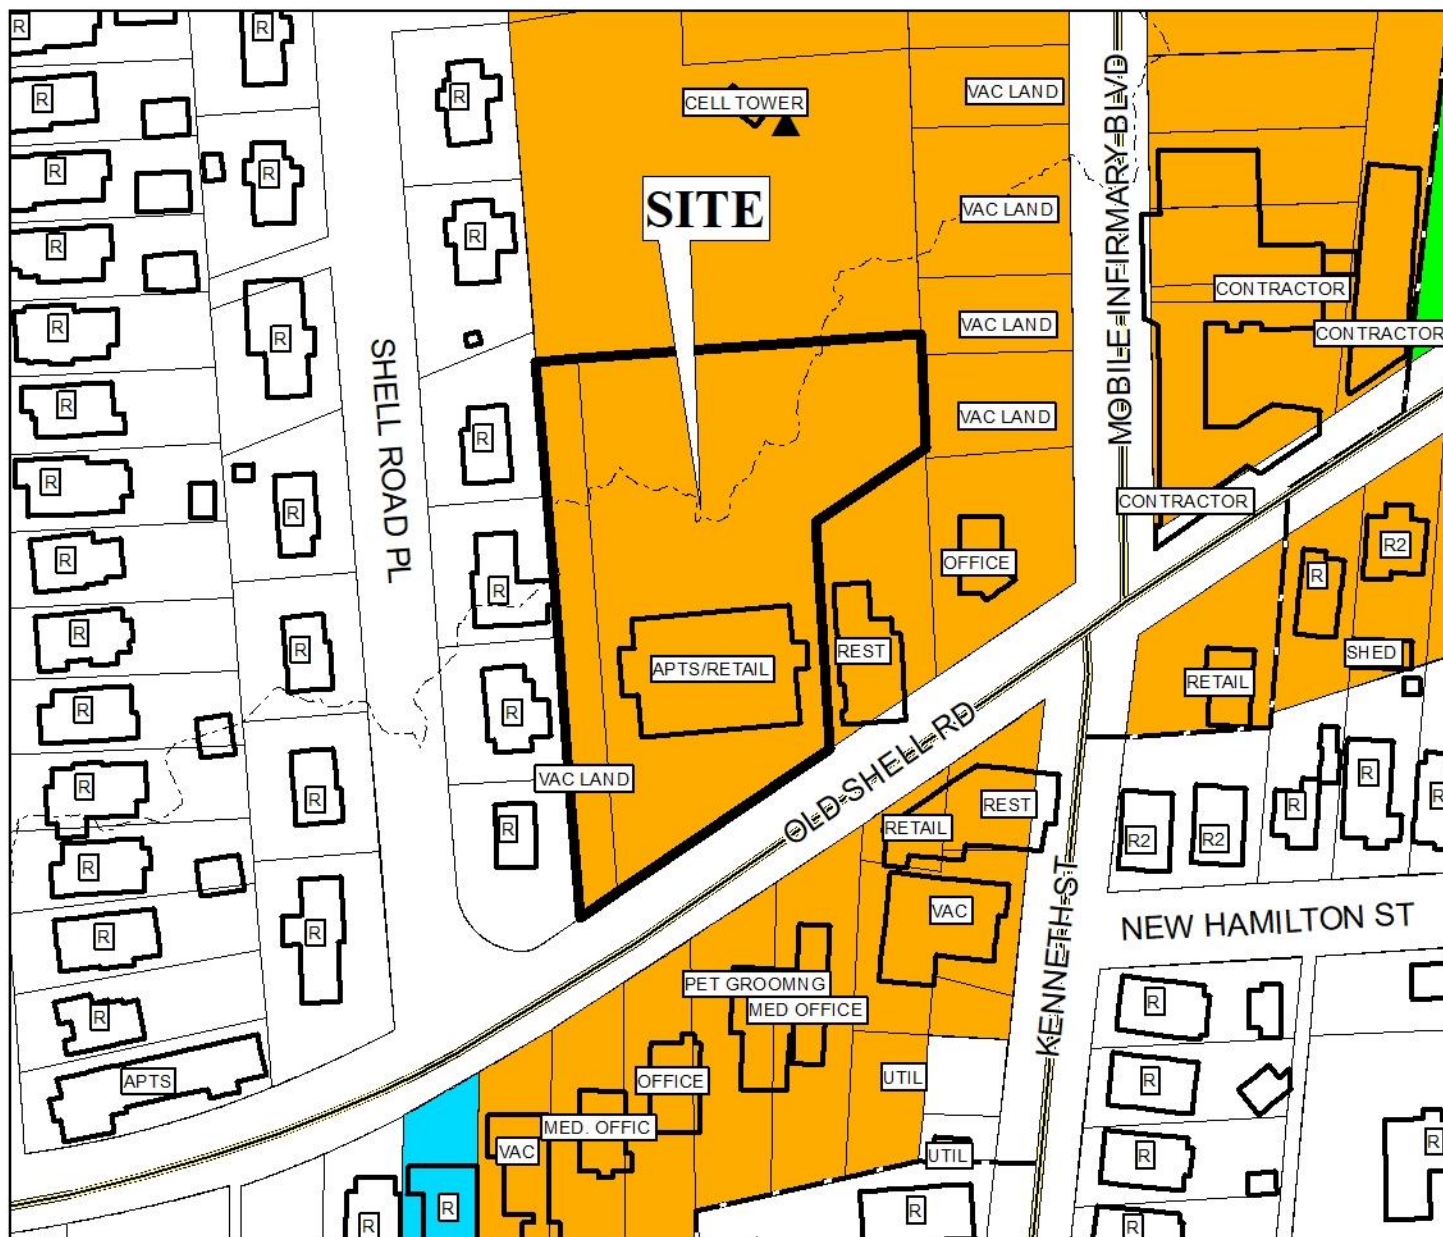 R
R
R
R
CELL TOWER
VAC LAND
R
R
R
SITE
VAC LAND
MOBILE INFIRMARY BLVD
R
R
CONTRACTOR
R
R
VAC LAND
CONTRACTOR
SHELL ROAD PL
R
R
VAC LAND
R
R
CONTRACTOR
R
R
OFFICE
R2
R
R
R
R
REST
SHED
APTS/RETAIL
RETAIL
R
R
OLD SHELL RD
VAC LAND
R
R
R
REST
R
R
R
RETAIL
R2
R2
R
R
VAC
KENNETH ST
NEW HAMILTON ST
R
R
PET GROOMNG
MED OFFICE
R
R
APTS
OFFICE
UTIL
R
MED. OFFIC
VAC
UTIL
R
R
R
R
R
R